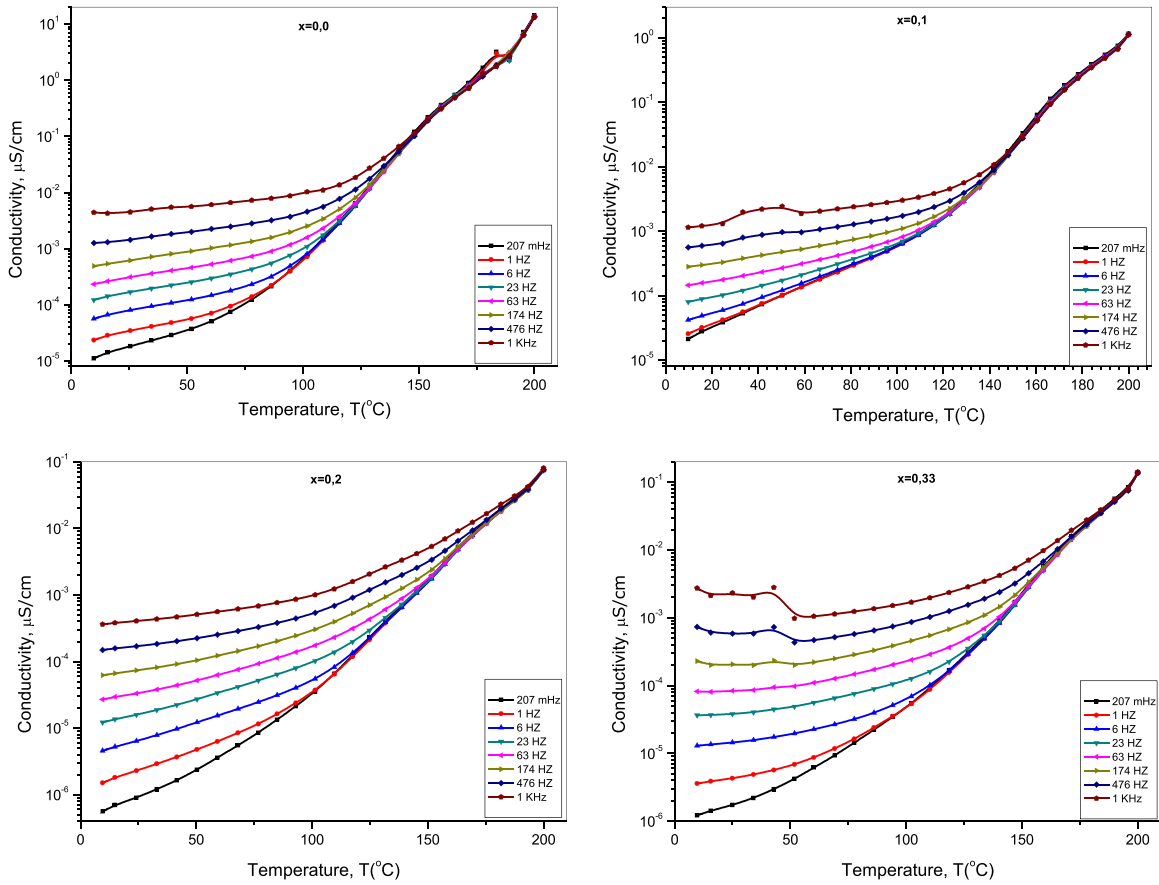 x=0,0
Conductivity, μS/cm
10¹
10⁰
10⁻¹
10⁻²
10⁻³
10⁻⁴
10⁻⁵
0
50
100
150
200
Temperature, T(°C)
207 mHz
1 HZ
6 HZ
23 HZ
63 HZ
174 HZ
476 HZ
1 KHz
x=0,1
Conductivity, μS/cm
10⁰
10⁻¹
10⁻²
10⁻³
10⁻⁴
10⁻⁵
0
20
40
60
80
100
120
140
160
180
200
Temperature, T(°C)
207 mHz
1 HZ
6 HZ
23 HZ
63 HZ
174 HZ
476 HZ
1 KHz
x=0,2
Conductivity, μS/cm
10⁻¹
10⁻²
10⁻³
10⁻⁴
10⁻⁵
10⁻⁶
0
50
100
150
200
Temperature, T(°C)
207 mHz
1 HZ
6 HZ
23 HZ
63 HZ
174 HZ
476 HZ
1 KHz
x=0,33
Conductivity, μS/cm
10⁻¹
10⁻²
10⁻³
10⁻⁴
10⁻⁵
10⁻⁶
0
50
100
150
200
Temperature, T(°C)
207 mHz
1 HZ
6 HZ
23 HZ
63 HZ
174 HZ
476 HZ
1 KHz